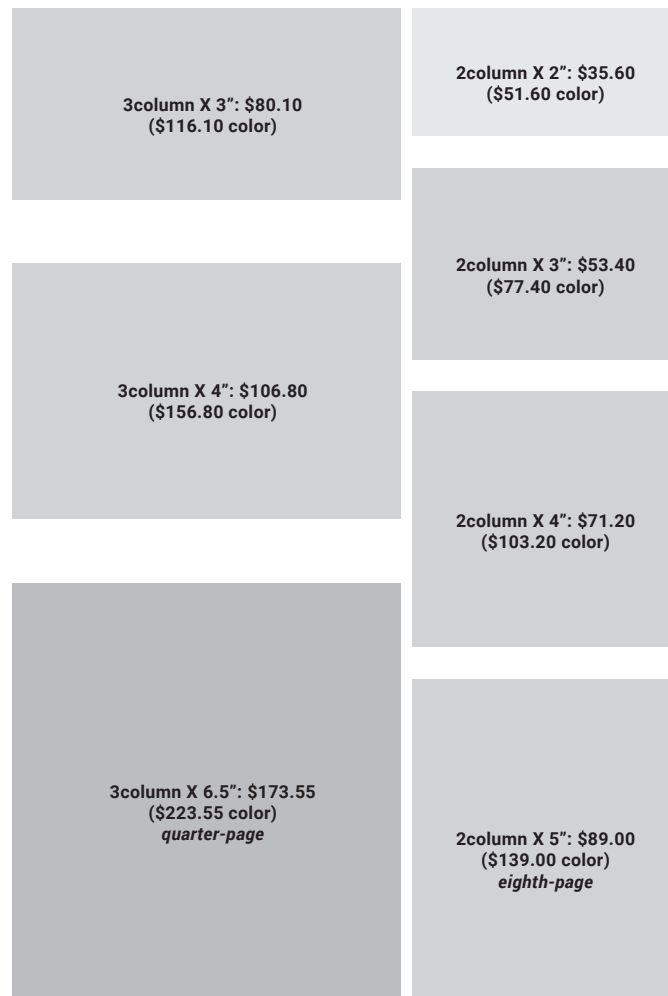 3column X 3”: $80.10
($116.10 color)
3column X 4”: $106.80
($156.80 color)
3column X 6.5”: $173.55
($223.55 color)
quarter-page
2column X 2”: $35.60
($51.60 color)
2column X 3”: $53.40
($77.40 color)
2column X 4”: $71.20
($103.20 color)
2column X 5”: $89.00
($139.00 color)
eighth-page